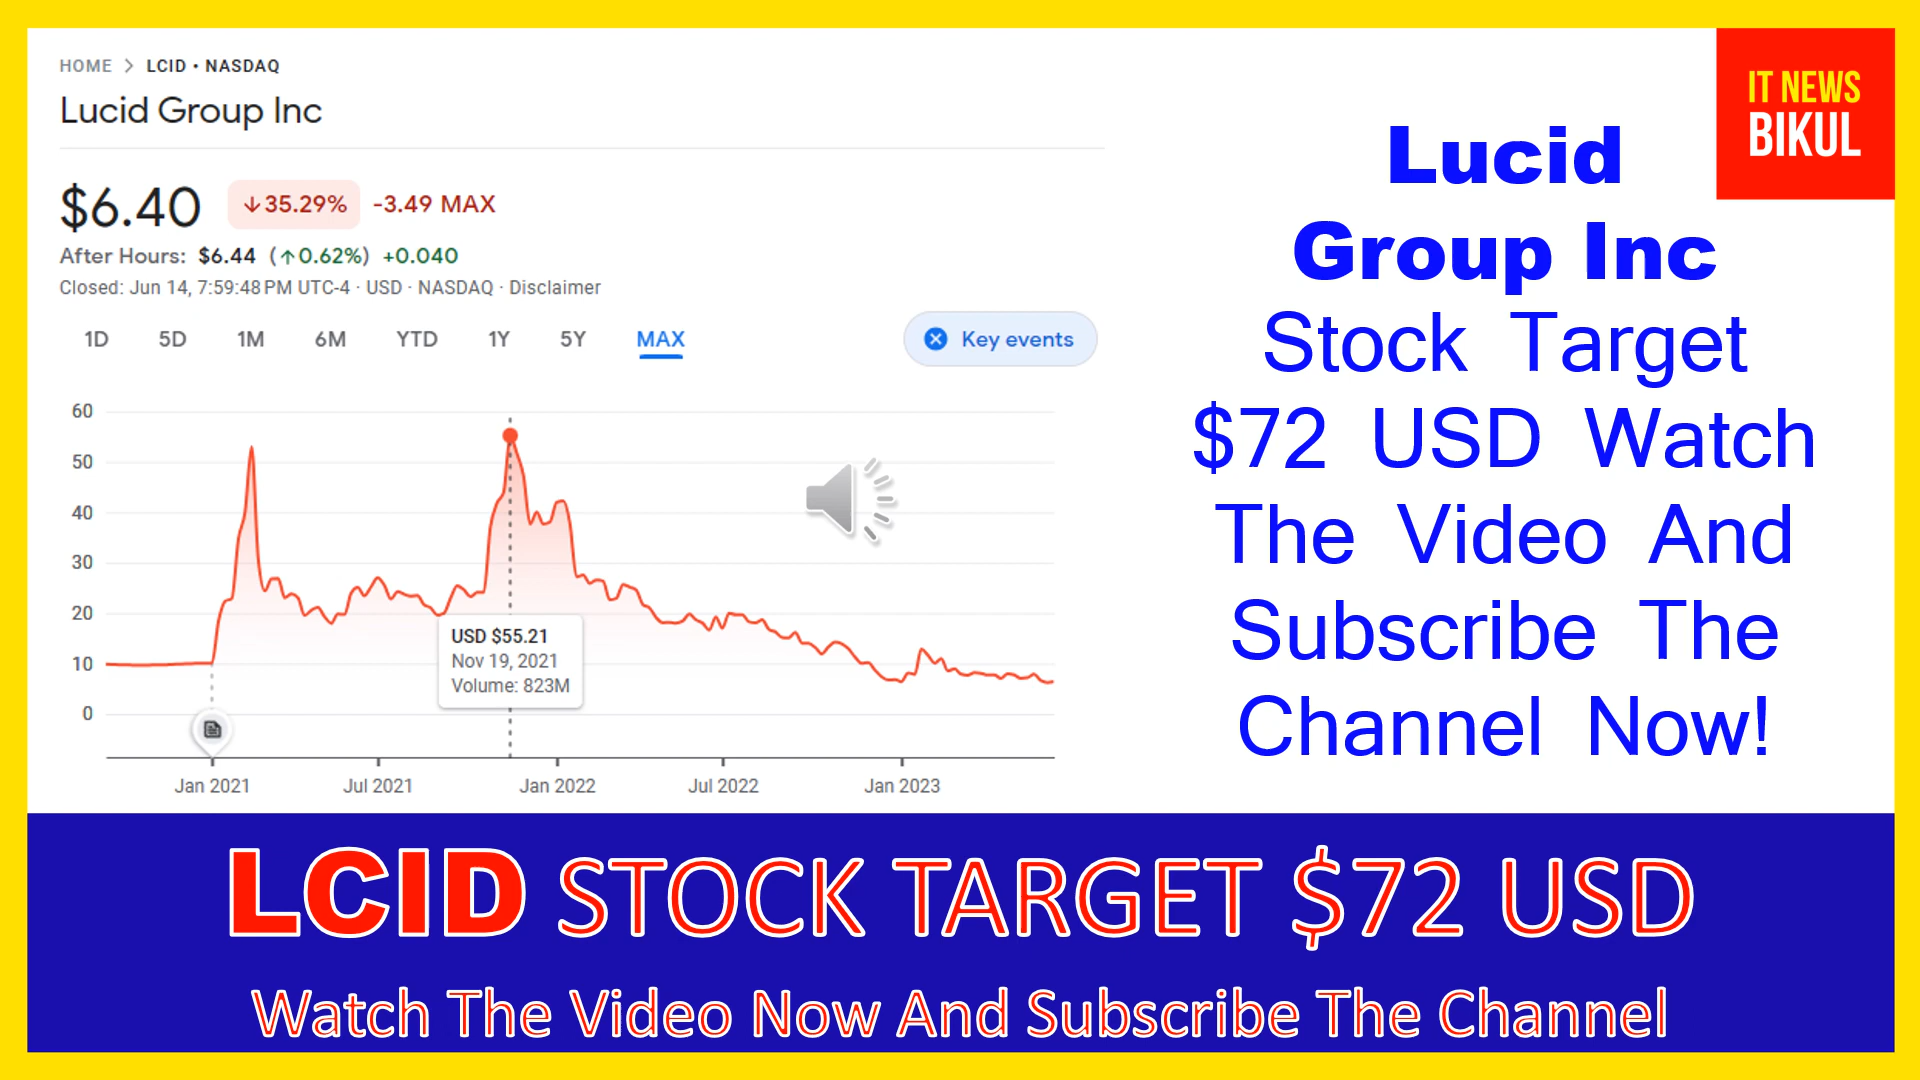 HOME > LCID • NASDAQ
Lucid Group Inc
$6.40 ↓35.29% -3.49 MAX
After Hours: $6.44 (↑0.62%) +0.040
Closed: Jun 14, 7:59:48 PM UTC-4 · USD · NASDAQ · Disclaimer
1D 5D 1M 6M YTD 1Y 5Y MAX
Key events
60
50
40
30
20
10
0
USD $55.21
Nov 19, 2021
Volume: 823M
Jan 2021 Jul 2021 Jan 2022 Jul 2022 Jan 2023
IT NEWS
BIKUL
Lucid
Group Inc
Stock Target
$72 USD Watch
The Video And
Subscribe The
Channel Now!
LCID STOCK TARGET $72 USD
Watch The Video Now And Subscribe The Channel